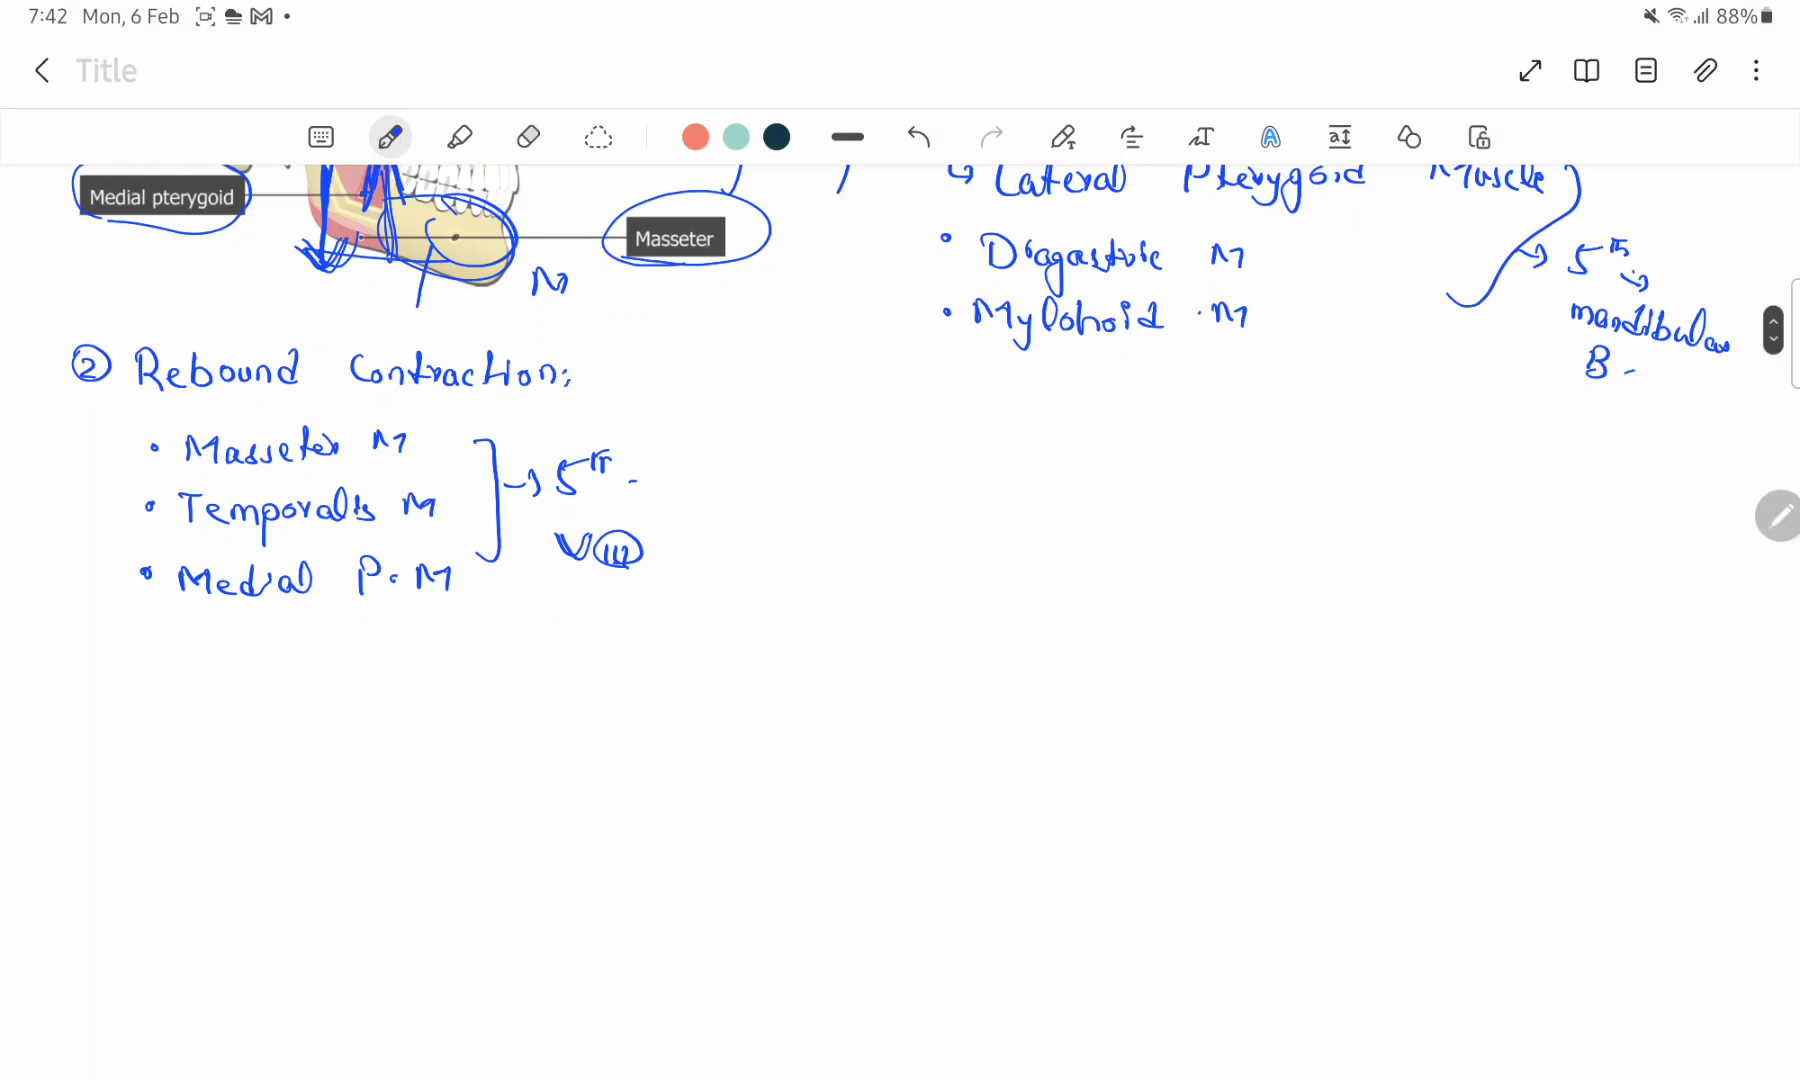 7:42 Mon, 6 Feb 88%
Title
Medial pterygoid
Masseter
M
Lateral Pterygoid Muscle
• Diagastric M
• Mylohoid M
→ 5th
mandibular
B -
② Rebound Contraction:
• Masseter M
• Temporalis M
• Medial P. M
→ 5th -
V III